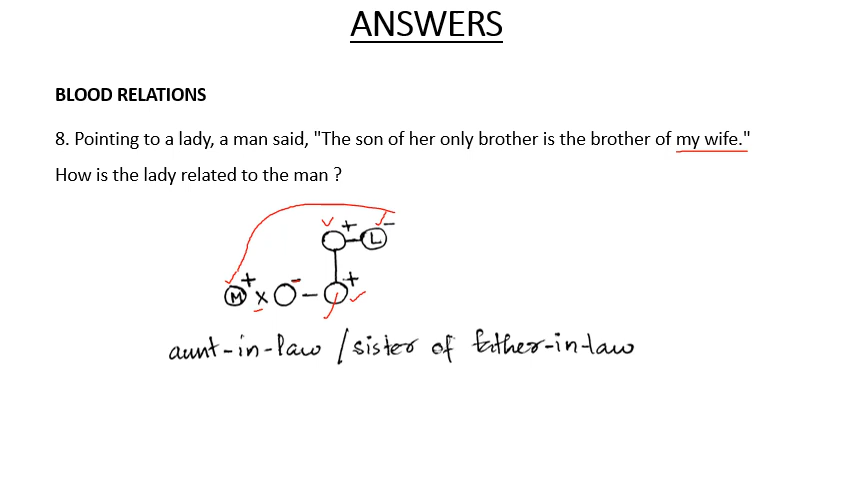 ANSWERS
BLOOD RELATIONS
8. Pointing to a lady, a man said, "The son of her only brother is the brother of my wife."
How is the lady related to the man ?
+ -
L
+ - +
M x O - O
aunt-in-law / sister of father-in-law